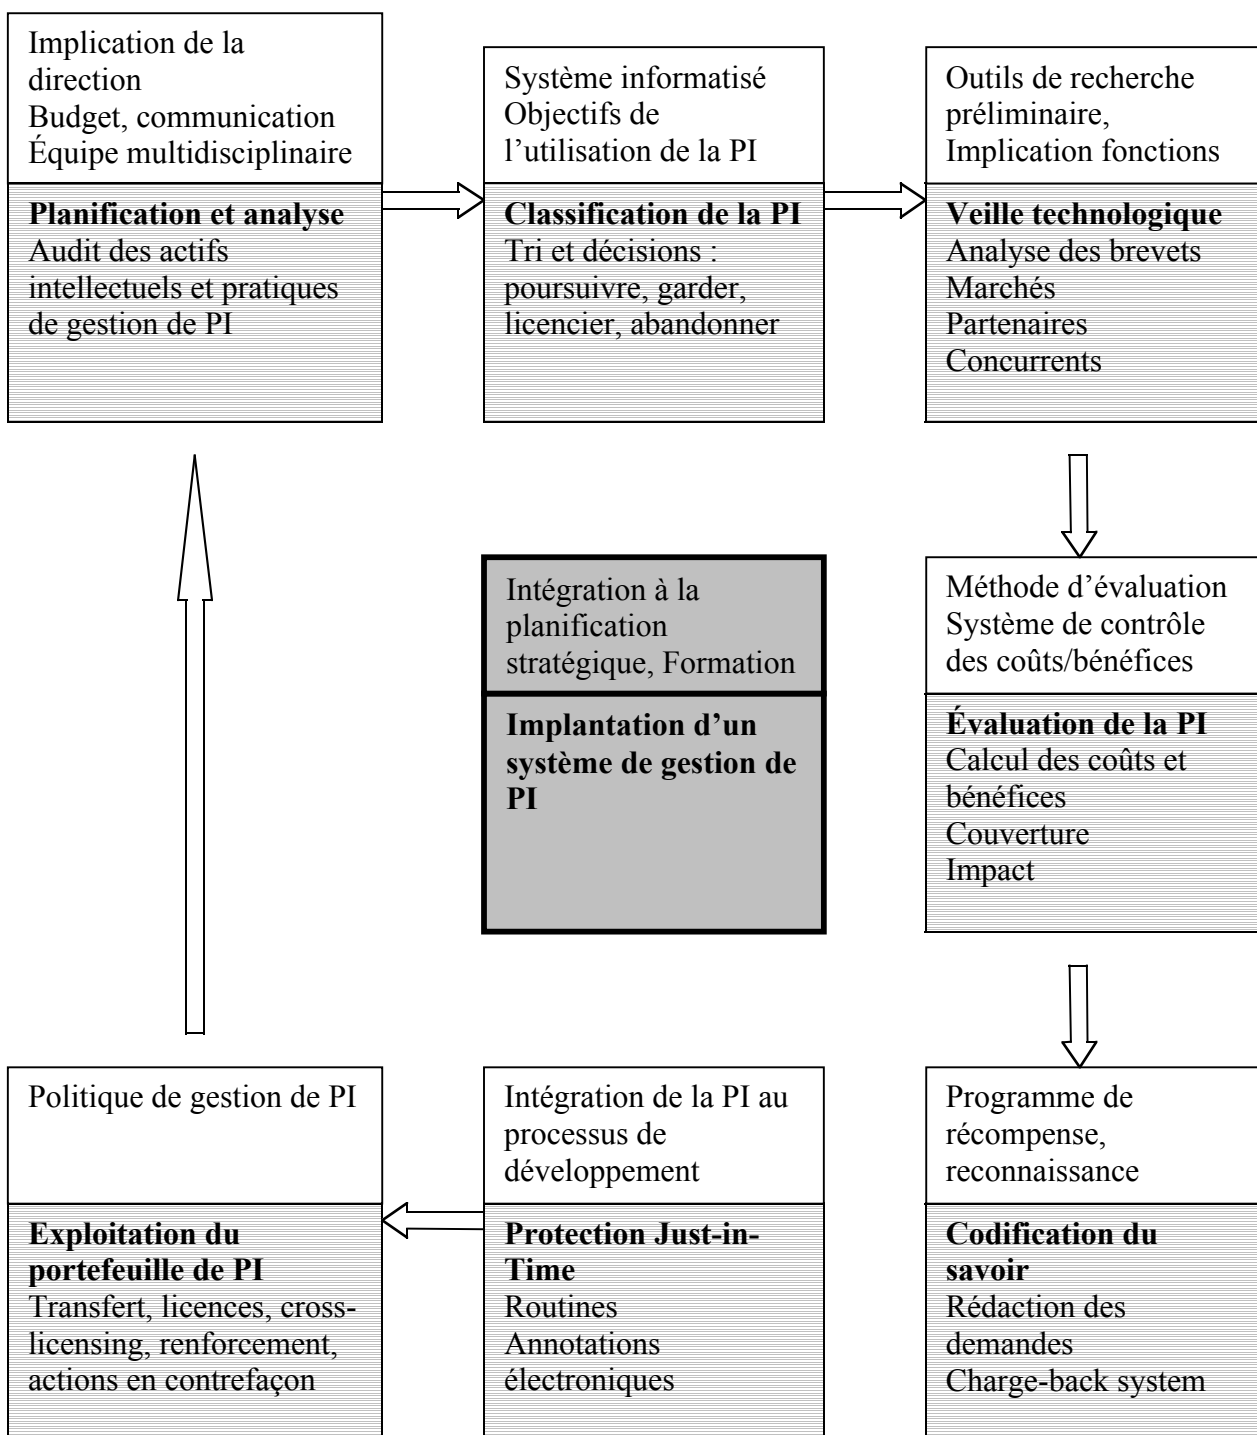 Implication de la
direction
Budget, communication
Équipe multidisciplinaire
Planification et analyse
Audit des actifs
intellectuels et pratiques
de gestion de PI
Système informatisé
Objectifs de
l’utilisation de la PI
Classification de la PI
Tri et décisions :
poursuivre, garder,
licencier, abandonner
Outils de recherche
préliminaire,
Implication fonctions
Veille technologique
Analyse des brevets
Marchés
Partenaires
Concurrents
Intégration à la
planification
stratégique, Formation
Implantation d’un
système de gestion de
PI
Méthode d’évaluation
Système de contrôle
des coûts/bénéfices
Évaluation de la PI
Calcul des coûts et
bénéfices
Couverture
Impact
Politique de gestion de PI
Exploitation du
portefeuille de PI
Transfert, licences, cross-
licensing, renforcement,
actions en contrefaçon
Intégration de la PI au
processus de
développement
Protection Just-in-
Time
Routines
Annotations
électroniques
Programme de
récompense,
reconnaissance
Codification du
savoir
Rédaction des
demandes
Charge-back system